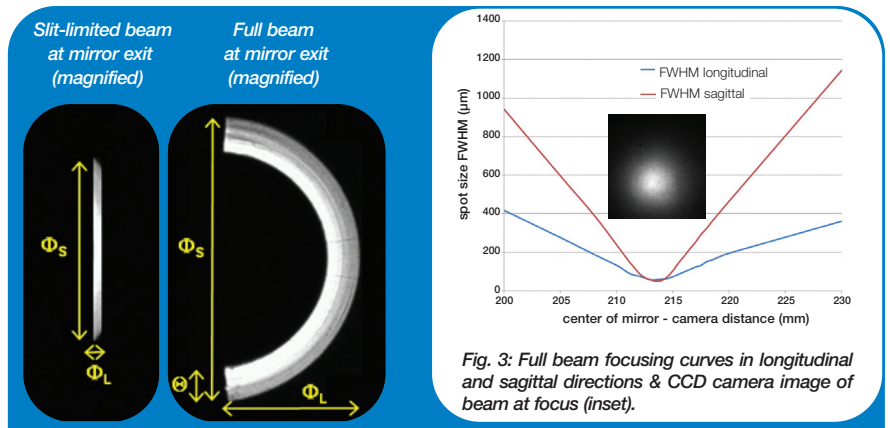 Slit-limited beam
at mirror exit
(magnified)
Full beam
at mirror exit
(magnified)
ΦS
ΦL
ΦS
Θ
ΦL
1400
1200
1000
800
600
400
200
0
spot size FWHM (µm)
FWHM longitudinal
FWHM sagittal
200
205
210
215
220
225
230
center of mirror - camera distance (mm)
Fig. 3: Full beam focusing curves in longitudinal
and sagittal directions & CCD camera image of
beam at focus (inset).